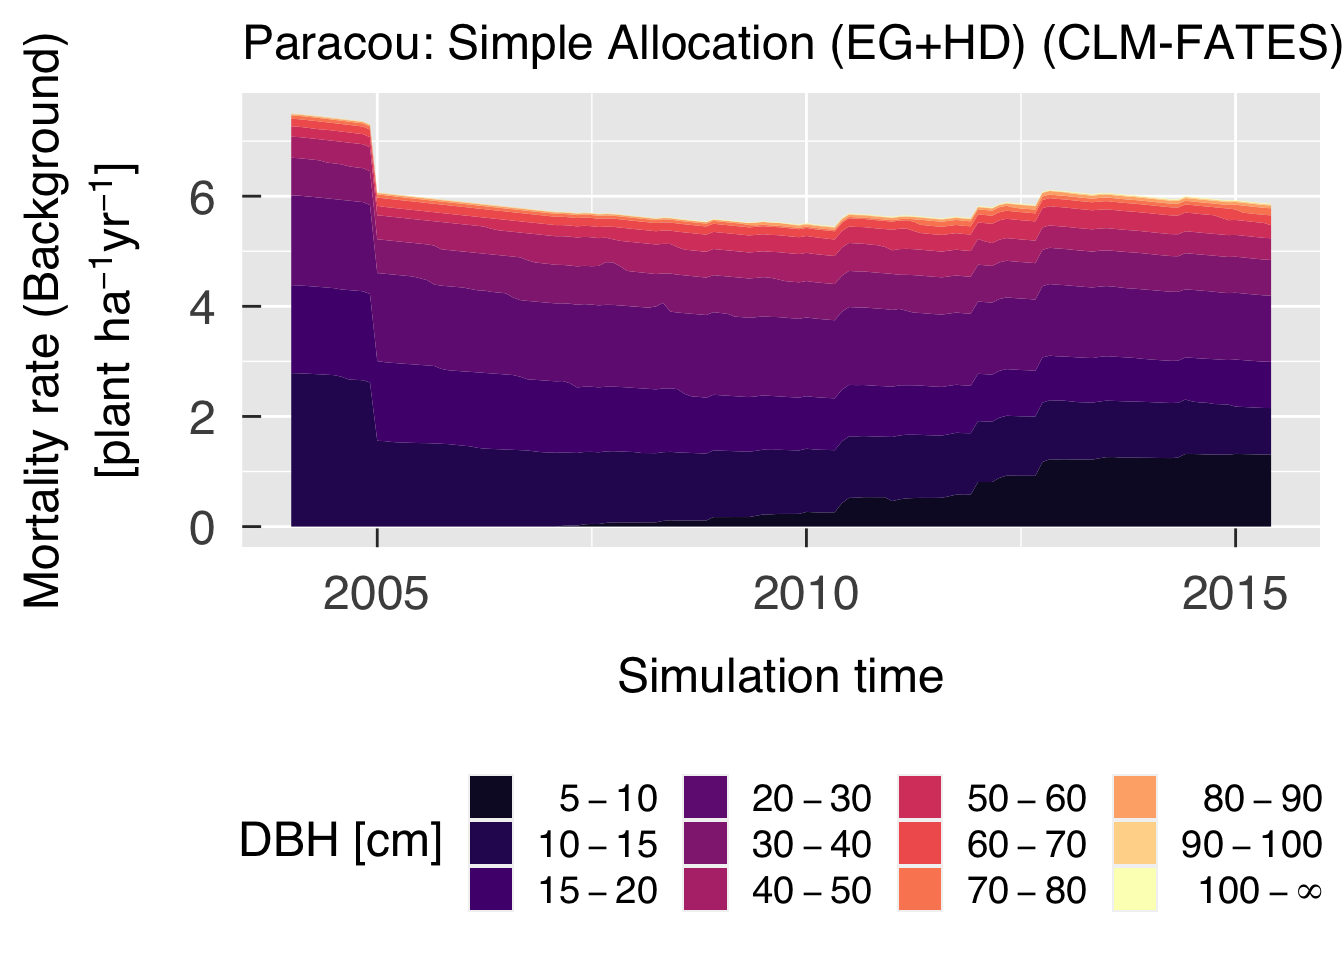 Paracou: Simple Allocation (EG+HD) (CLM-FATES)
Mortality rate (Background)
[plant ha⁻¹yr⁻¹]
6
4
2
0
2005 2010 2015
Simulation time
DBH [cm]
5 – 10 20 – 30 50 – 60 80 – 90
10 – 15 30 – 40 60 – 70 90 – 100
15 – 20 40 – 50 70 – 80 100 – ∞